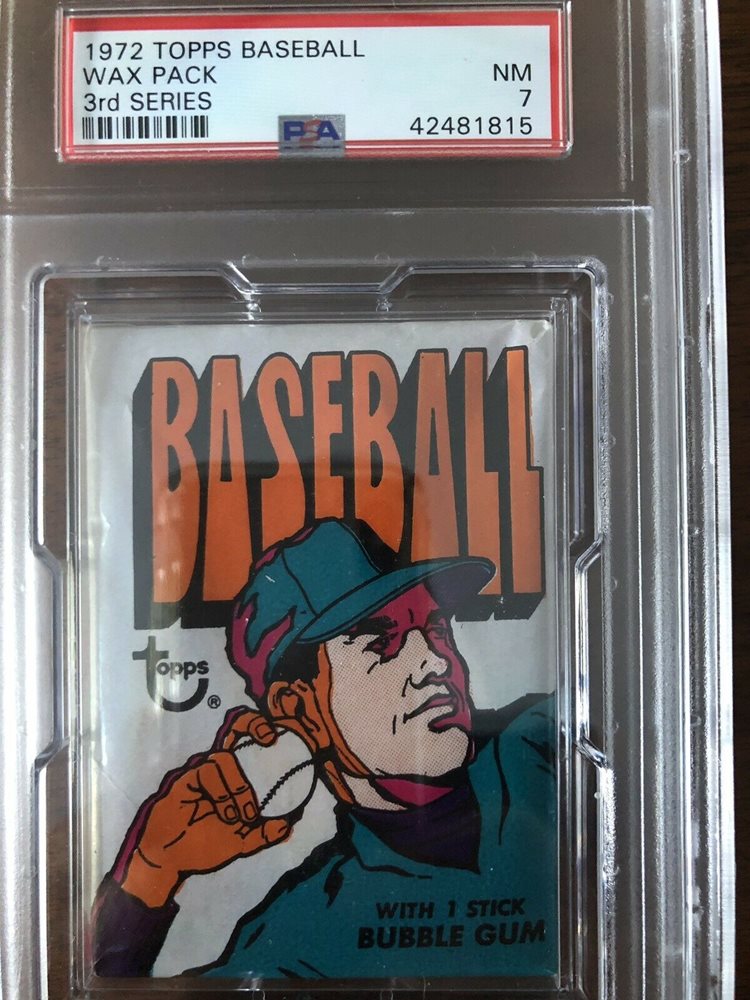 1972 TOPPS BASEBALL
WAX PACK NM
3rd SERIES 7
PSA 42481815
BASEBALL
topps
®
WITH 1 STICK
BUBBLE GUM